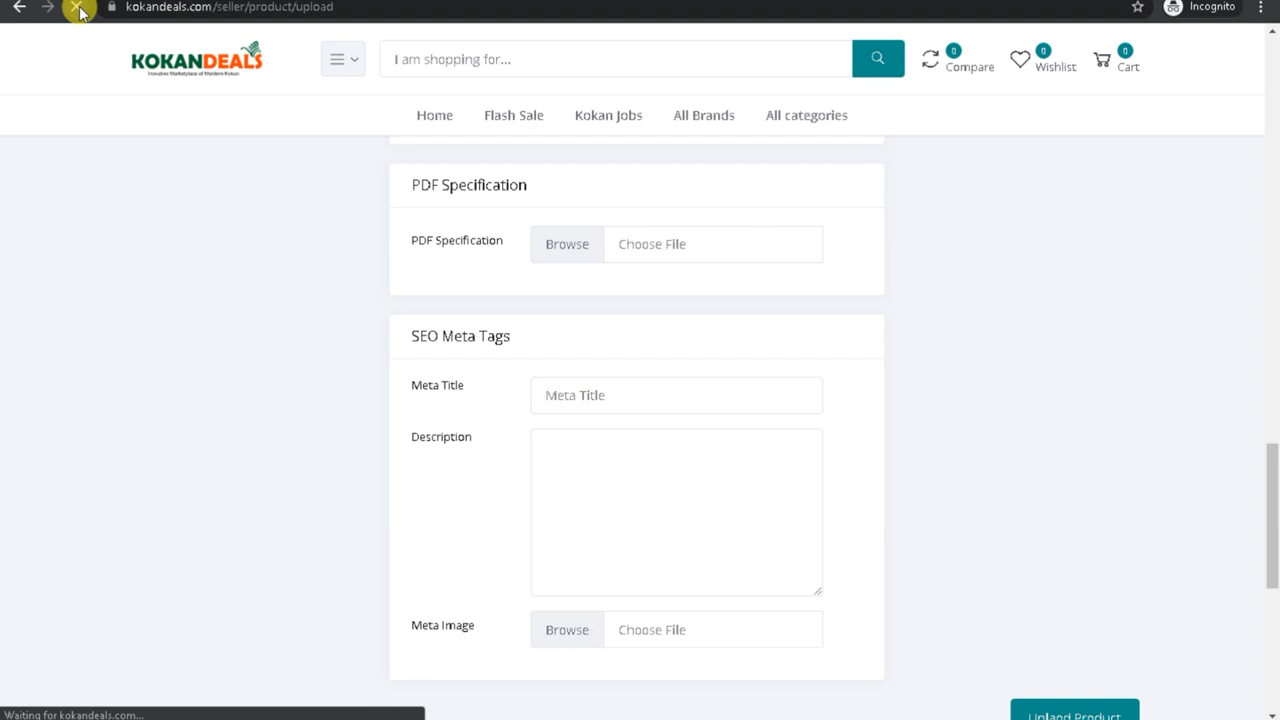 kokandeals.com/seller/product/upload
Incognito
KOKANDEALS
Inovative Marketplace of Mordern Kokan
I am shopping for...
0
Compare
0
Wishlist
0
Cart
Home
Flash Sale
Kokan Jobs
All Brands
All categories
PDF Specification
PDF Specification
Browse
Choose File
SEO Meta Tags
Meta Title
Meta Title
Description
Meta Image
Browse
Choose File
Upload Product
Waiting for kokandeals.com...